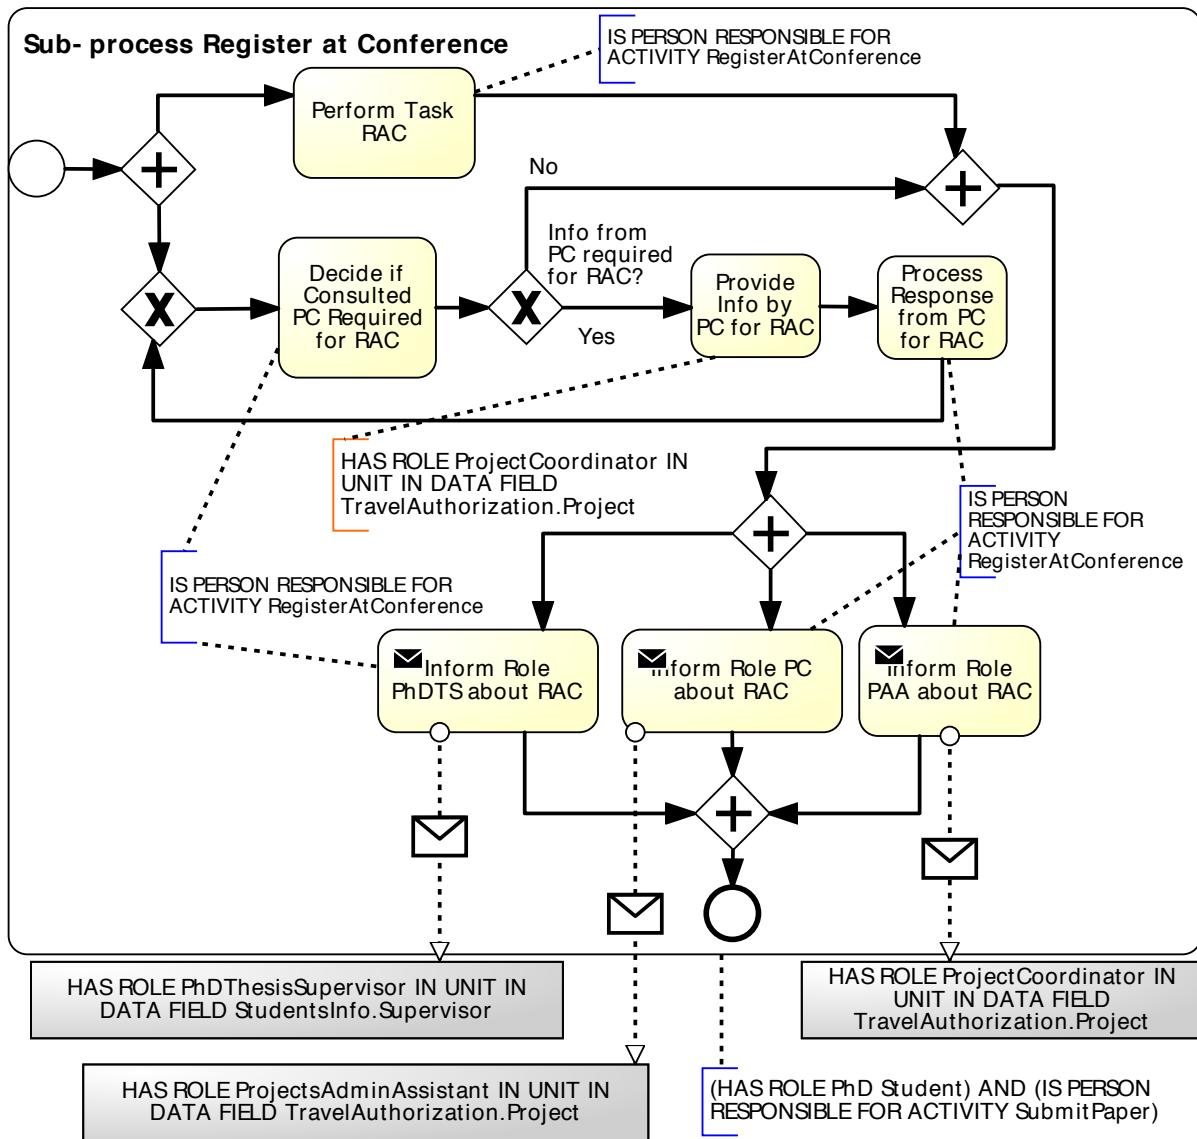 Sub- process Register at Conference
IS PERSON RESPONSIBLE FOR
ACTIVITY RegisterAtConference
Perform Task
RAC
No
Info from
PC required
for RAC?
Yes
Decide if
Consulted
PC Required
for RAC
Provide
Info by
PC for RAC
Process
Response
from PC
for RAC
HAS ROLE ProjectCoordinator IN
UNIT IN DATA FIELD
TravelAuthorization.Project
IS PERSON
RESPONSIBLE FOR
ACTIVITY
RegisterAtConference
IS PERSON RESPONSIBLE FOR
ACTIVITY RegisterAtConference
Inform Role
PhDTS about RAC
Inform Role PC
about RAC
Inform Role
PAA about RAC
HAS ROLE PhDThesisSupervisor IN UNIT IN
DATA FIELD StudentsInfo.Supervisor
HAS ROLE ProjectCoordinator IN
UNIT IN DATA FIELD
TravelAuthorization.Project
HAS ROLE ProjectsAdminAssistant IN UNIT IN
DATA FIELD TravelAuthorization.Project
(HAS ROLE PhD Student) AND (IS PERSON
RESPONSIBLE FOR ACTIVITY SubmitPaper)